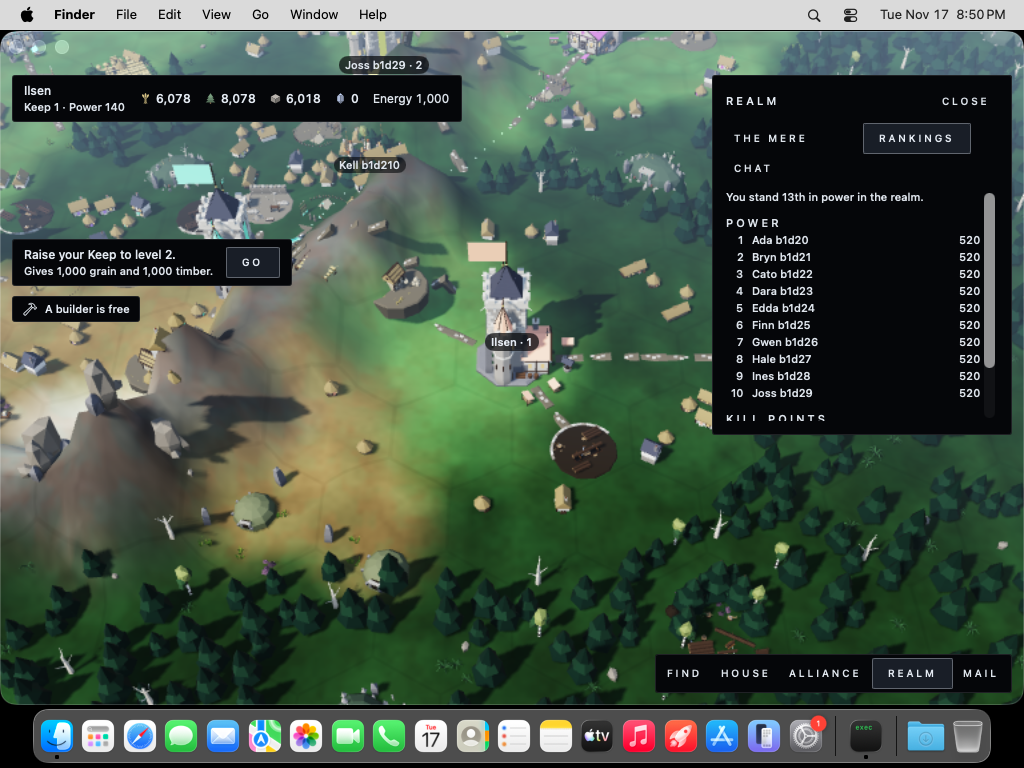 Finder File Edit View Go Window Help Tue Nov 17 8:50 PM
Joss b1d29 · 2
Ilsen
Keep 1 · Power 140
6,078 8,078 6,018 0 Energy 1,000
Kell b1d210
Raise your Keep to level 2.
Gives 1,000 grain and 1,000 timber.
GO
A builder is free
Ilsen · 1
REALM CLOSE
THE MERE RANKINGS
CHAT
You stand 13th in power in the realm.
POWER
1 Ada b1d20 520
2 Bryn b1d21 520
3 Cato b1d22 520
4 Dara b1d23 520
5 Edda b1d24 520
6 Finn b1d25 520
7 Gwen b1d26 520
8 Hale b1d27 520
9 Ines b1d28 520
10 Joss b1d29 520
KILL POINTS
FIND HOUSE ALLIANCE REALM MAIL
Tue
17
tv
1
exec